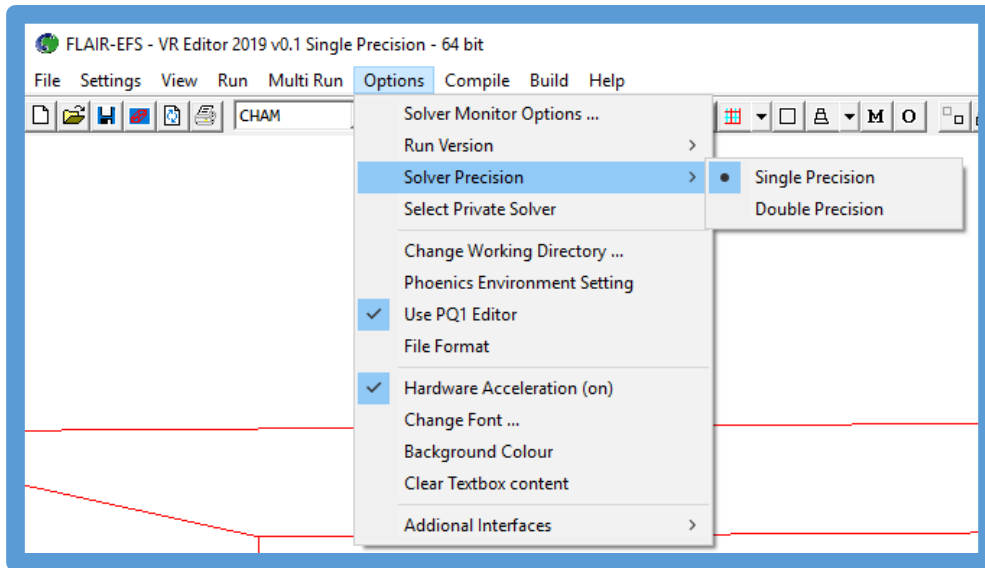 FLAIR-EFS - VR Editor 2019 v0.1 Single Precision - 64 bit
File Settings View Run Multi Run Options Compile Build Help
CHAM
M O
Solver Monitor Options ...
Run Version
Solver Precision
Single Precision
Double Precision
Select Private Solver
Change Working Directory ...
Phoenics Environment Setting
Use PQ1 Editor
File Format
Hardware Acceleration (on)
Change Font ...
Background Colour
Clear Textbox content
Addional Interfaces